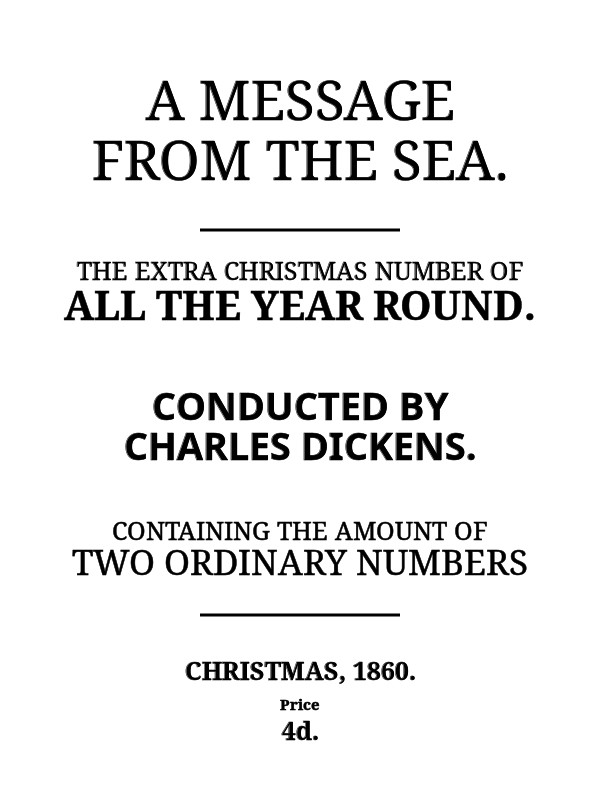 A MESSAGE
FROM THE SEA.
THE EXTRA CHRISTMAS NUMBER OF
ALL THE YEAR ROUND.
CONDUCTED BY
CHARLES DICKENS.
CONTAINING THE AMOUNT OF
TWO ORDINARY NUMBERS
CHRISTMAS, 1860.
Price
4d.